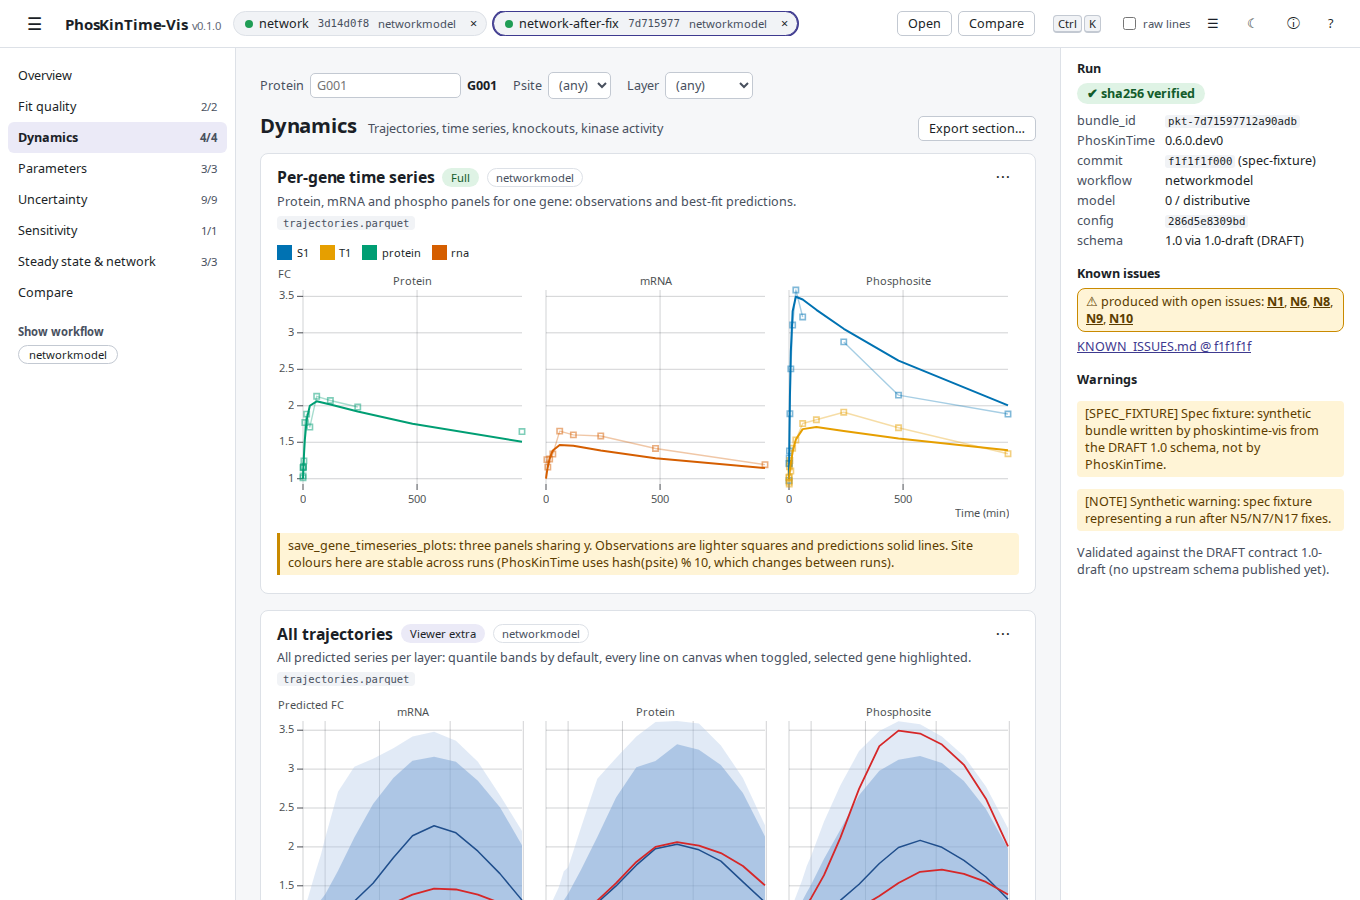 ☰ PhosKinTime-Vis v0.1.0 network 3d14d0f8 networkmodel × network-after-fix 7d715977 networkmodel × Open Compare Ctrl K raw lines ☰ ☾ ⓘ ?
Overview
Fit quality 2/2
Dynamics 4/4
Parameters 3/3
Uncertainty 9/9
Sensitivity 1/1
Steady state & network 3/3
Compare
Show workflow
networkmodel
Protein G001 G001 Psite (any) Layer (any)
Dynamics Trajectories, time series, knockouts, kinase activity Export section...
Per-gene time series Full networkmodel ...
Protein, mRNA and phospho panels for one gene: observations and best-fit predictions.
trajectories.parquet
S1 T1 protein rna
FC
Protein mRNA Phosphosite
3.5
3
2.5
2
1.5
1
0 500 0 500 0 500
Time (min)
save_gene_timeseries_plots: three panels sharing y. Observations are lighter squares and predictions solid lines. Site
colours here are stable across runs (PhosKinTime uses hash(psite) % 10, which changes between runs).
All trajectories Viewer extra networkmodel ...
All predicted series per layer: quantile bands by default, every line on canvas when toggled, selected gene highlighted.
trajectories.parquet
Predicted FC
mRNA Protein Phosphosite
3.5
3
2.5
2
1.5
Run
✔ sha256 verified
bundle_id pkt-7d71597712a90adb
PhosKinTime 0.6.0.dev0
commit f1f1f1f000 (spec-fixture)
workflow networkmodel
model 0 / distributive
config 286d5e8309bd
schema 1.0 via 1.0-draft (DRAFT)
Known issues
⚠ produced with open issues: N1, N6, N8,
N9, N10
KNOWN_ISSUES.md @ f1f1f1f
Warnings
[SPEC_FIXTURE] Spec fixture: synthetic
bundle written by phoskintime-vis from
the DRAFT 1.0 schema, not by
PhosKinTime.
[NOTE] Synthetic warning: spec fixture
representing a run after N5/N7/N17 fixes.
Validated against the DRAFT contract 1.0-
draft (no upstream schema published yet).